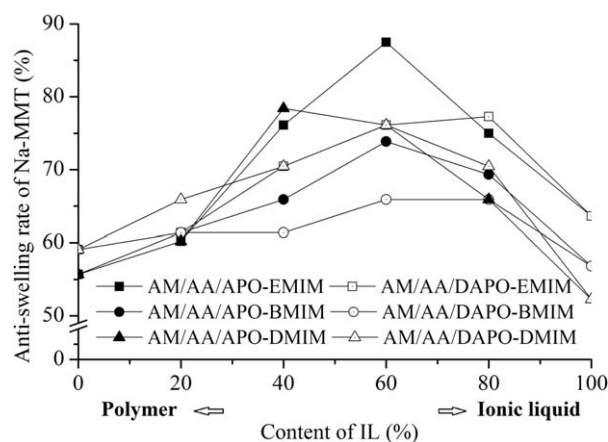 90
80
70
60
50
0
Anti-swelling rate of Na-MMT (%)
AM/AA/APO-EMIM AM/AA/DAPO-EMIM
AM/AA/APO-BMIM AM/AA/DAPO-BMIM
AM/AA/APO-DMIM AM/AA/DAPO-DMIM
0 20 40 60 80 100
Polymer Ionic liquid
Content of IL (%)